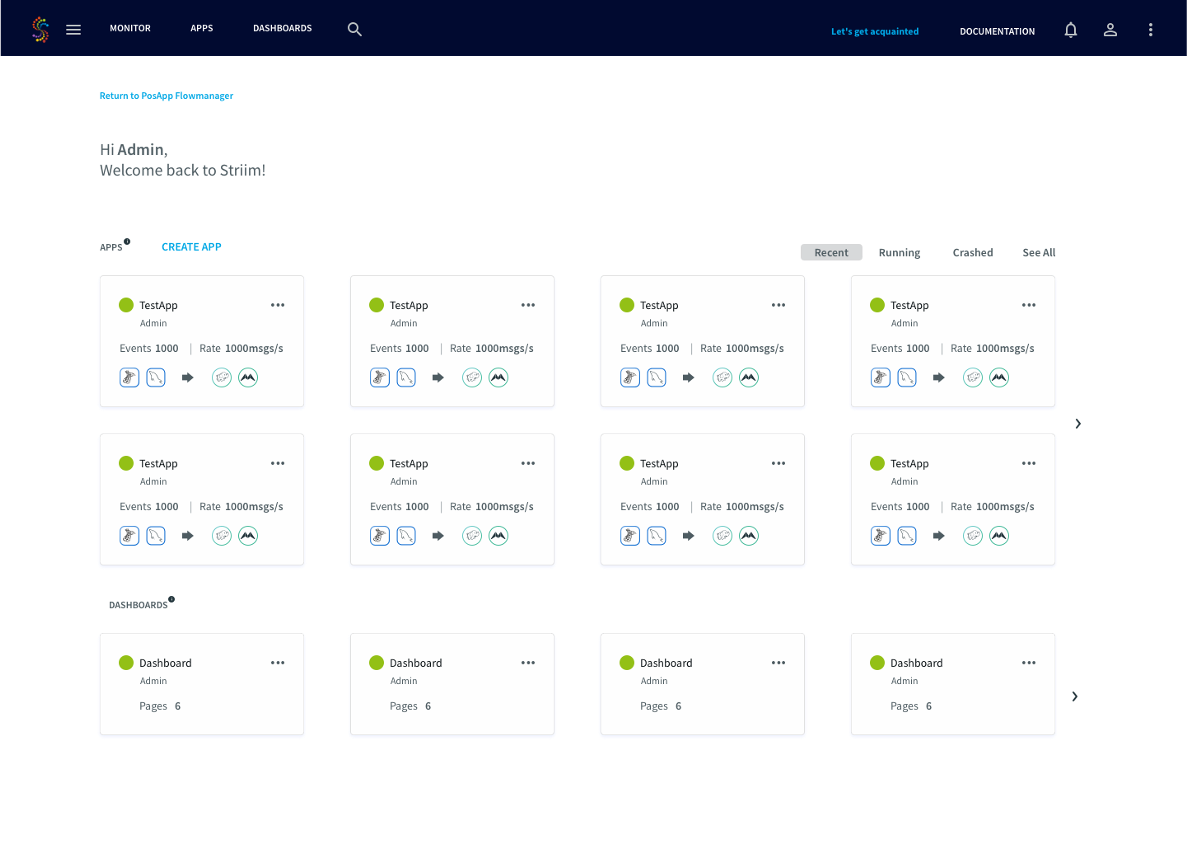 MONITOR APPS DASHBOARDS Let's get acquainted DOCUMENTATION
Return to PosApp Flowmanager
Hi Admin,
Welcome back to Striim!
APPS CREATE APP Recent Running Crashed See All
TestApp TestApp TestApp TestApp
Admin Admin Admin Admin
Events 1000 | Rate 1000msgs/s Events 1000 | Rate 1000msgs/s Events 1000 | Rate 1000msgs/s Events 1000 | Rate 1000msgs/s
TestApp TestApp TestApp TestApp
Admin Admin Admin Admin
Events 1000 | Rate 1000msgs/s Events 1000 | Rate 1000msgs/s Events 1000 | Rate 1000msgs/s Events 1000 | Rate 1000msgs/s
DASHBOARDS
Dashboard Dashboard Dashboard Dashboard
Admin Admin Admin Admin
Pages 6 Pages 6 Pages 6 Pages 6